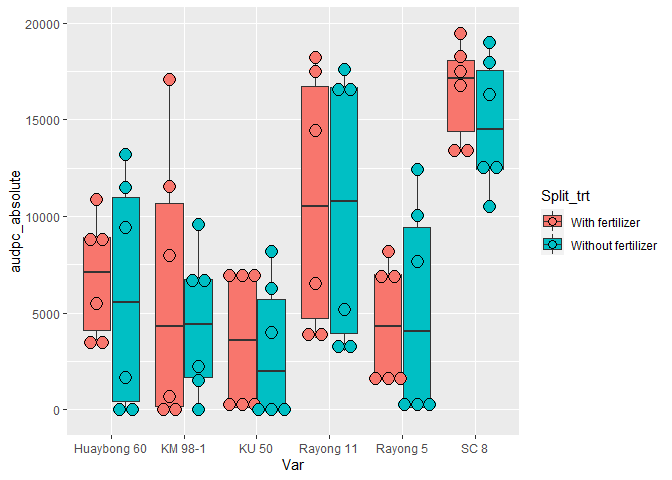 20000
15000
10000
5000
0
audpc_absolute
Huaybong 60 KM 98-1 KU 50 Rayong 11 Rayong 5 SC 8
Var
Split_trt
With fertilizer
Without fertilizer